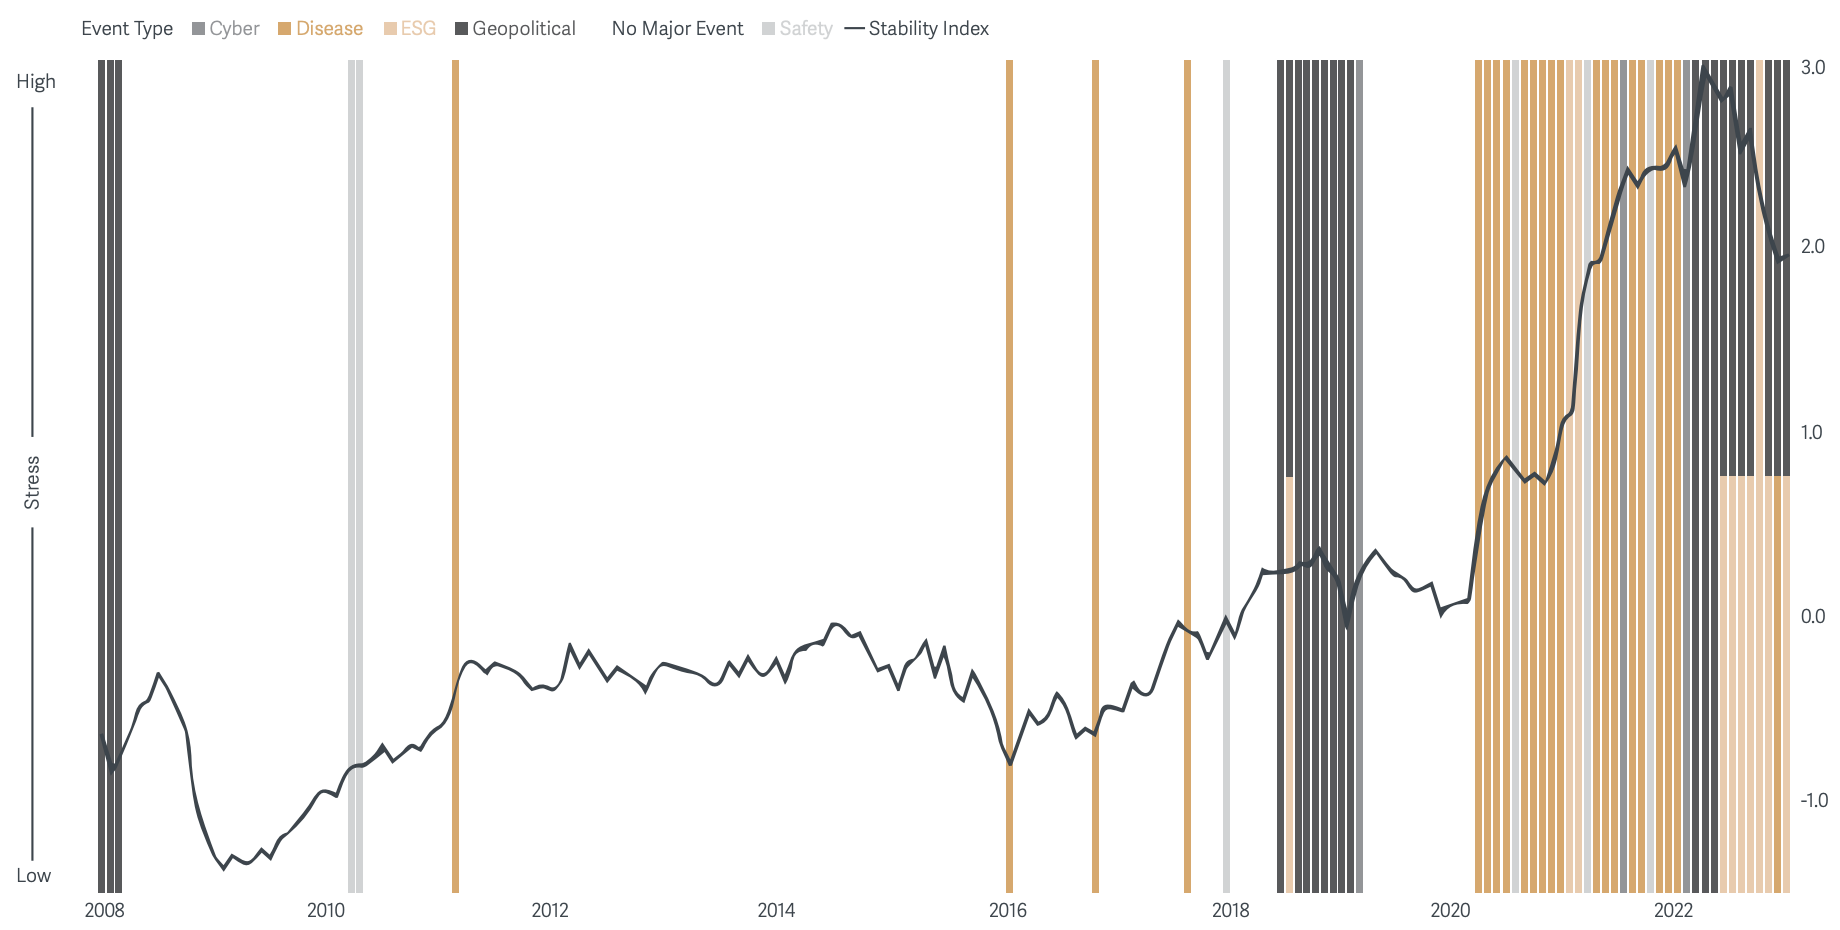 Event Type Cyber Disease ESG Geopolitical No Major Event Safety Stability Index
High
Stress
Low
3.0
2.0
1.0
0.0
-1.0
2008 2010 2012 2014 2016 2018 2020 2022